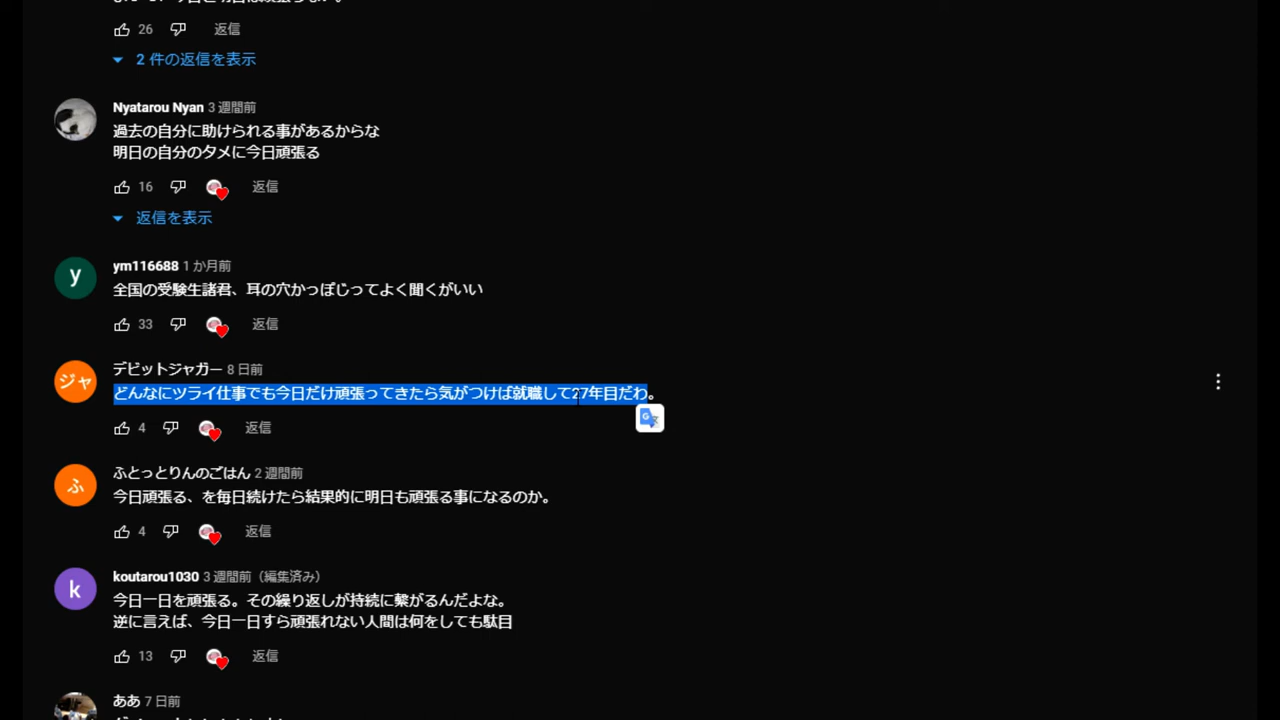 26 返信
2 件の返信を表示
Nyatarou Nyan 3 週間前
過去の自分に助けられる事があるからな
明日の自分のタメに今日頑張る
16 返信
返信を表示
y
ym116688 1 か月前
全国の受験生諸君、耳の穴かっぽじってよく聞くがいい
33 返信
ジャ
デビットジャガー 8 日前
どんなにツライ仕事でも今日だけ頑張ってきたら気がつけば就職して27年目だわ。
4 返信
ふ
ふとっとりんのごはん 2 週間前
今日頑張る、を毎日続けたら結果的に明日も頑張る事になるのか。
4 返信
k
koutarou1030 3 週間前（編集済み）
今日一日を頑張る。その繰り返しが持続に繋がるんだよな。
逆に言えば、今日一日すら頑張れない人間は何をしても駄目
13 返信
ああ 7 日前